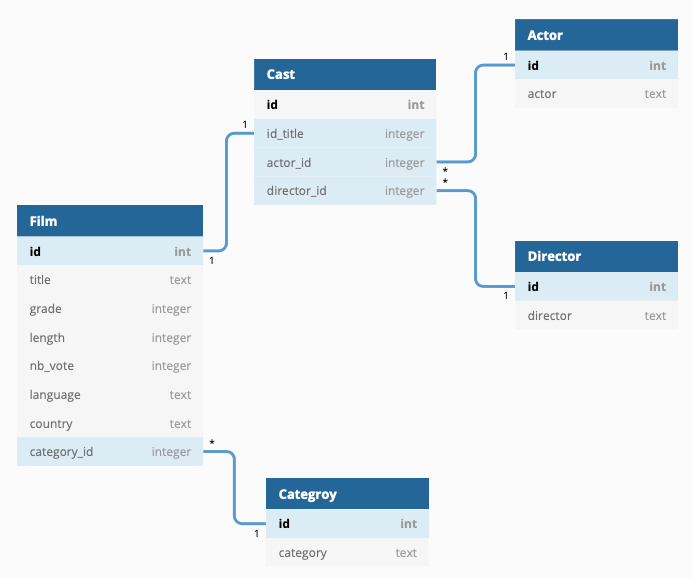 Actor
id int
actor text
Cast
id int
id_title integer
actor_id integer
director_id integer
Film
id int
title text
grade integer
length integer
nb_vote integer
language text
country text
category_id integer
Director
id int
director text
Categroy
id int
category text
1
1
1
*
*
1
*
1